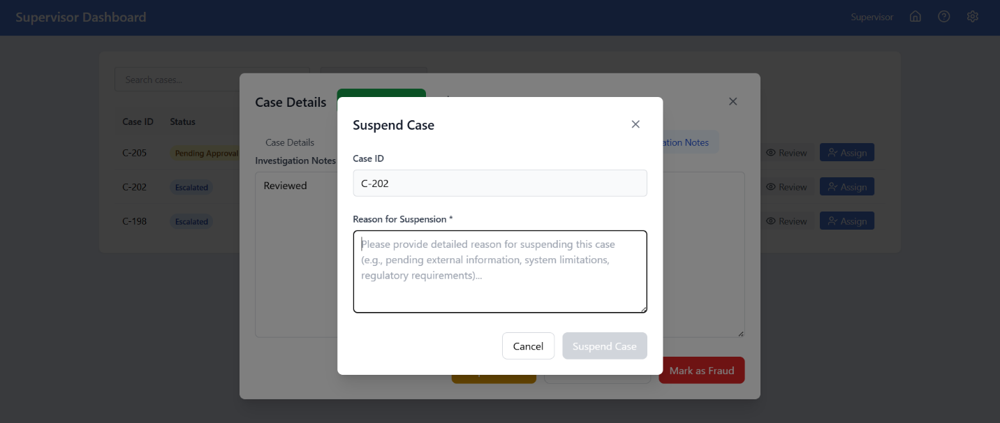 Supervisor Dashboard
Supervisor
Search cases...
Case ID Status
C-205 Pending Approval Review Assign
C-202 Escalated Review Assign
C-198 Escalated Review Assign
Case Details
Case Details
Investigation Notes
Reviewed
Mark as Fraud
Suspend Case
Case ID
C-202
Reason for Suspension *
Please provide detailed reason for suspending this case
(e.g., pending external information, system limitations,
regulatory requirements)...
Cancel Suspend Case